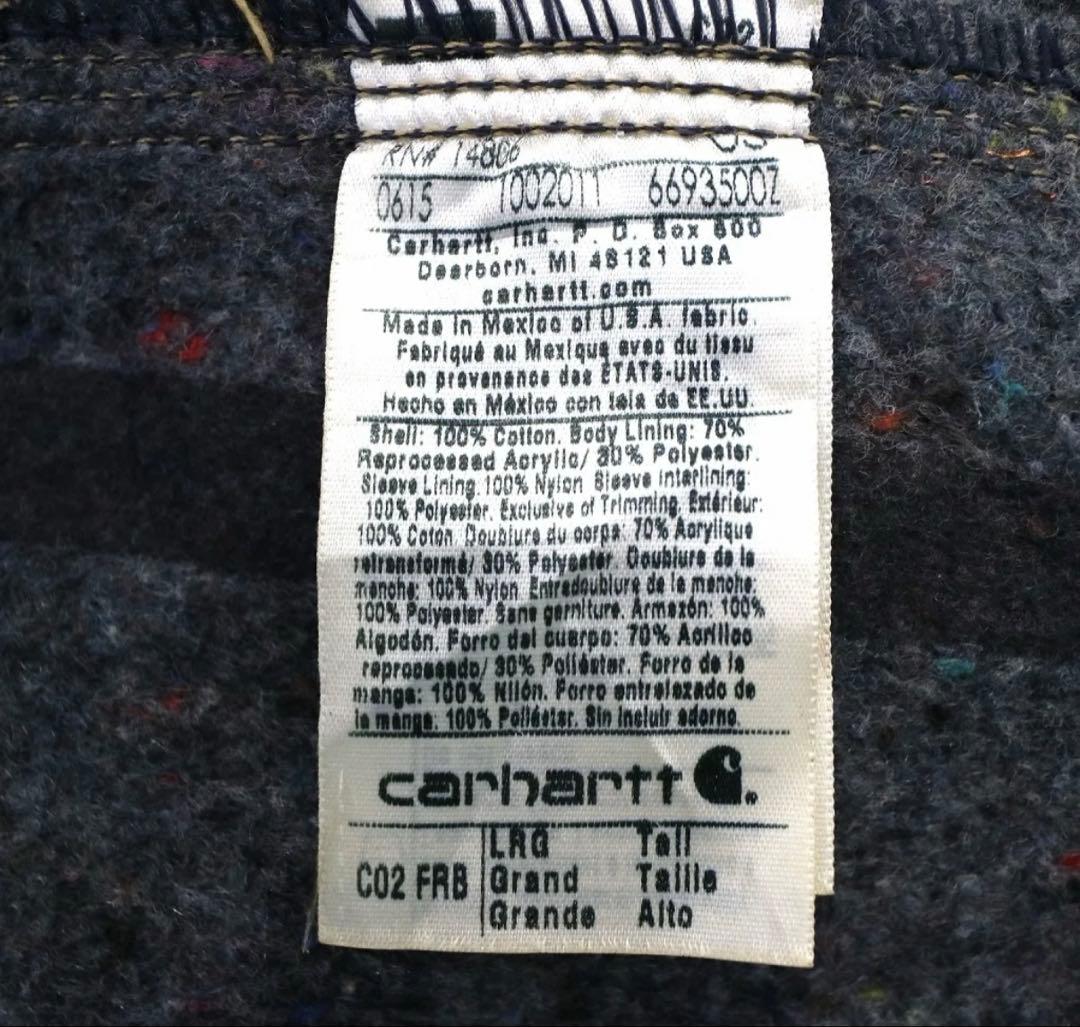 RN# 14806
0615 1002011 6693500Z
Carhartt, Inc. P. O. Box 600
Dearborn, MI 48121 USA
carhartt.com
Made in Mexico of U.S.A. fabric.
Fabriqué au Mexique avec du tissu
en provenance des ÉTATS-UNIS.
Hecho en México con tela de EE.UU.
Shell: 100% Cotton. Body Lining: 70%
Reprocessed Acrylic/ 30% Polyester.
Sleeve Lining: 100% Nylon Sleeve Interlining:
100% Polyester. Exclusive of Trimming. Extérieur:
100% Coton. Doublure du corps: 70% Acrylique
retransformé/ 30% Polyester. Doublure de la
manche: 100% Nylon. Entredoublure de la manche:
100% Polyester. Sans garniture. Armazón: 100%
Algodón. Forro del cuerpo: 70% Acrílico
reprocesado/ 30% Poliéster. Forro de la
manga: 100% Nilón. Forro entrelazado de
la manga: 100% Poliéster. Sin incluir adorno.
carhartt
C02 FRB
LRG Tall
Grand Taille
Grande Alto